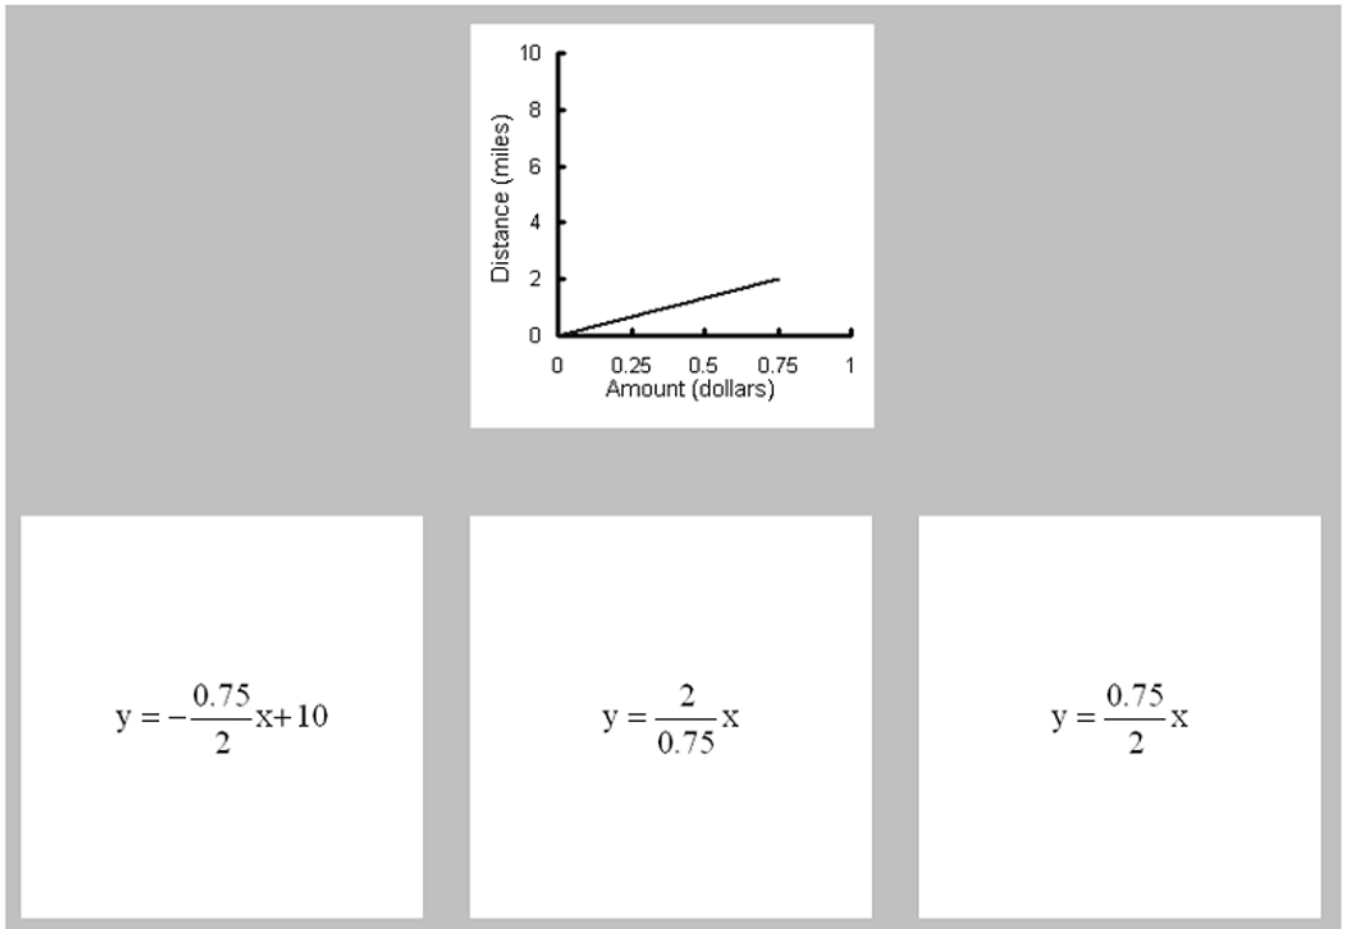 10
8
6
4
2
0
Distance (miles)
0 0.25 0.5 0.75 1
Amount (dollars)
y = -0.75/2 x+10
y = 2/0.75 x
y = 0.75/2 x